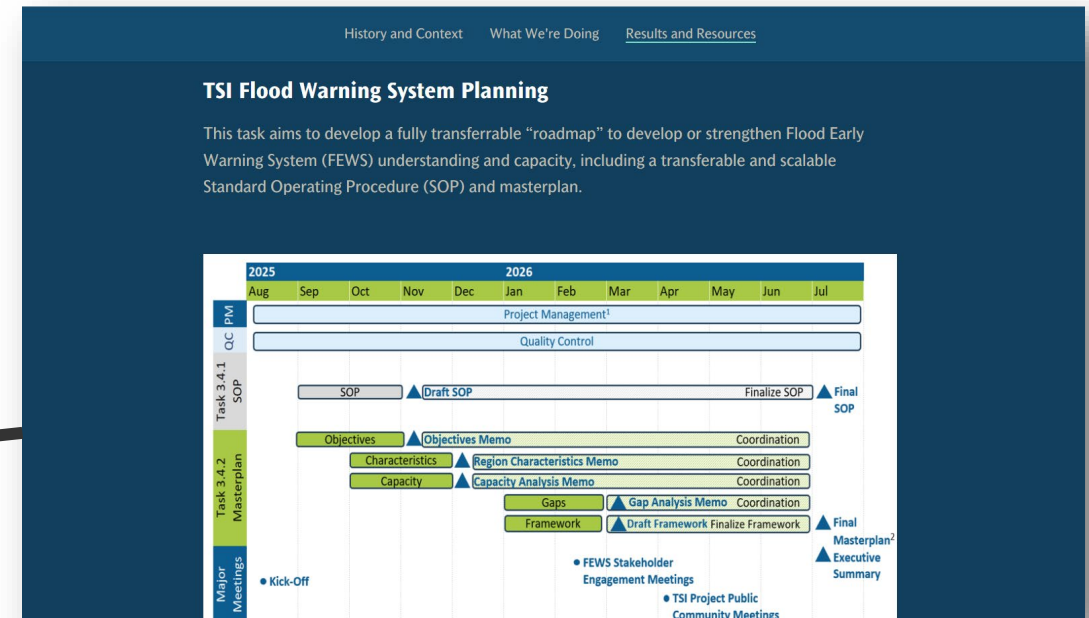 History and Context What We're Doing Results and Resources
TSI Flood Warning System Planning
This task aims to develop a fully transferrable “roadmap” to develop or strengthen Flood Early
Warning System (FEWS) understanding and capacity, including a transferable and scalable
Standard Operating Procedure (SOP) and masterplan.
2025 2026
Aug Sep Oct Nov Dec Jan Feb Mar Apr May Jun Jul
PM
Project Management¹
QC
Quality Control
Task 3.4.1
SOP
SOP Draft SOP Finalize SOP Final
SOP
Task 3.4.2
Masterplan
Objectives Objectives Memo Coordination
Characteristics Region Characteristics Memo Coordination
Capacity Capacity Analysis Memo Coordination
Gaps Gap Analysis Memo Coordination
Framework Draft Framework Finalize Framework Final
Masterplan²
Executive
Summary
Major
Meetings
Kick-Off
FEWS Stakeholder
Engagement Meetings
TSI Project Public
Community Meetings